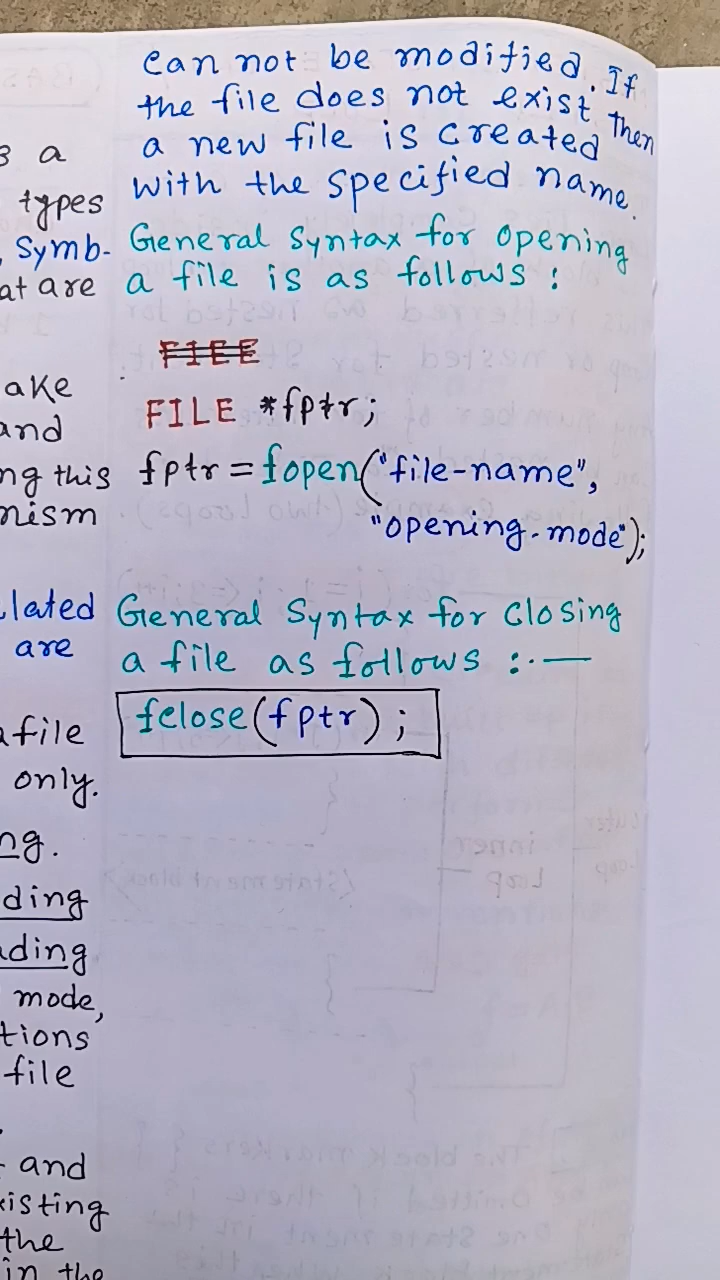 can not be modified. If
the file does not exist then
a new file is created
with the specified name.
General Syntax for opening
a file is as follows :
FILE *fptr;
fptr = fopen("file-name",
"opening-mode");
General Syntax for Closing
a file as follows :-
fclose(fptr);
a
types
, Symb-
at are
ake
and
ng this
nism
lated
are
a file
only.
ng.
ding
ading
mode,
tions
file
and
isting
the
in the